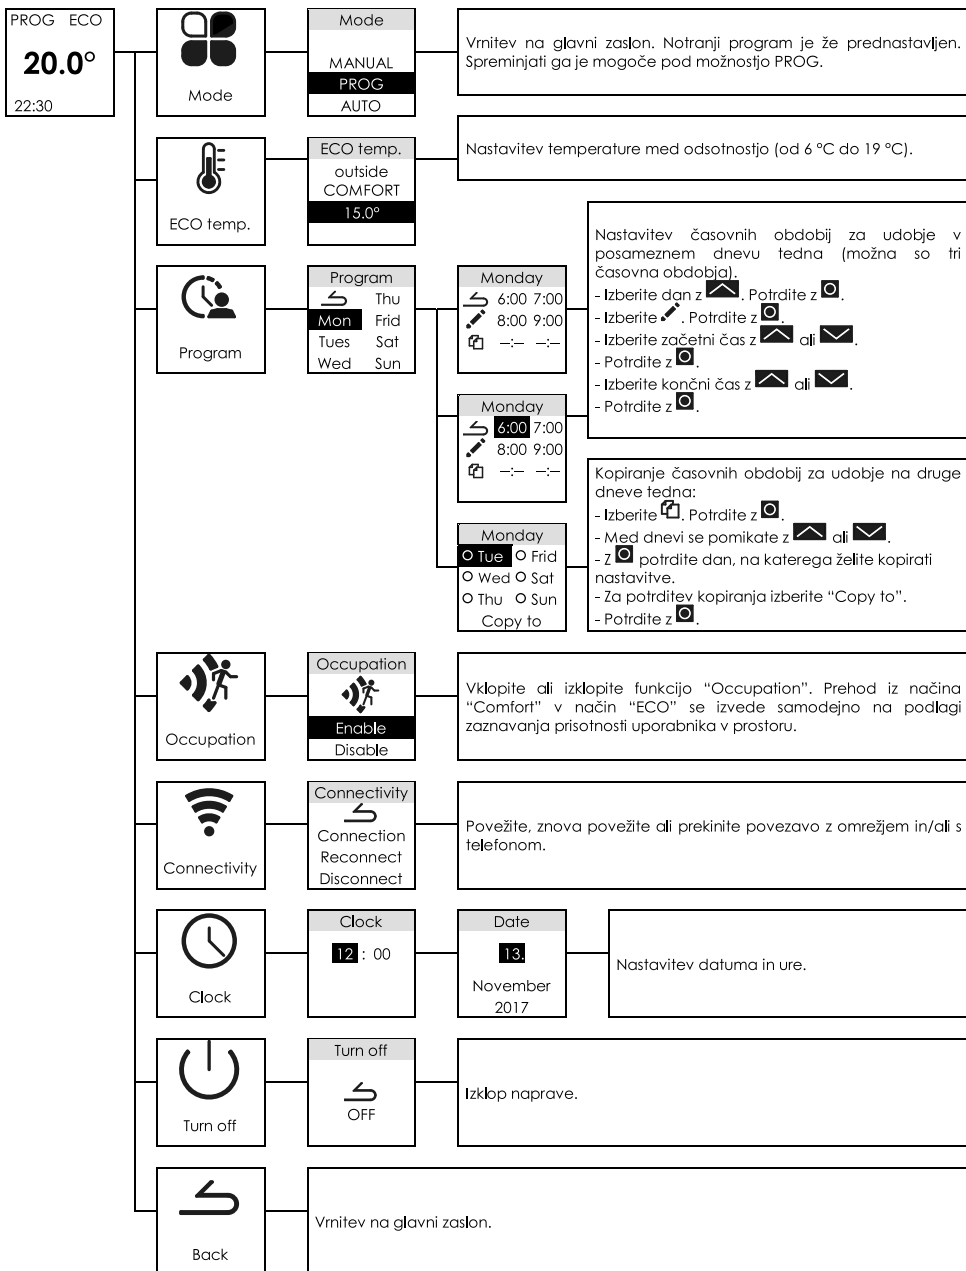 PROG ECO
20.0°
22:30
Mode
Mode
MANUAL
PROG
AUTO
Vrnitev na glavni zaslon. Notranji program je že prednastavljen.
Spreminjati ga je mogoče pod možnostjo PROG.
ECO temp.
ECO temp.
outside
COMFORT
15.0°
Nastavitev temperature med odsotnostjo (od 6 °C do 19 °C).
Program
Program
Thu
Mon Frid
Tues Sat
Wed Sun
Monday
6:00 7:00
8:00 9:00
–:– –:–
Monday
6:00 7:00
8:00 9:00
–:– –:–
Monday
Tue Frid
Wed Sat
Thu Sun
Copy to
Nastavitev časovnih obdobij za udobje v
posameznem dnevu tedna (možna so tri
časovna obdobja).
- Izberite dan z . Potrdite z .
- Izberite . Potrdite z .
- Izberite začetni čas z ali .
- Potrdite z .
- Izberite končni čas z ali .
- Potrdite z .
Kopiranje časovnih obdobij za udobje na druge
dneve tedna:
- Izberite . Potrdite z .
- Med dnevi se pomikate z ali .
- Z potrdite dan, na katerega želite kopirati
nastavitve.
- Za potrditev kopiranja izberite “Copy to”.
- Potrdite z .
Occupation
Occupation
Enable
Disable
Vklopite ali izklopite funkcijo “Occupation”. Prehod iz načina
“Comfort” v način “ECO” se izvede samodejno na podlagi
zaznavanja prisotnosti uporabnika v prostoru.
Connectivity
Connectivity
Connection
Reconnect
Disconnect
Povežite, znova povežite ali prekinite povezavo z omrežjem in/ali s
telefonom.
Clock
Clock
12 : 00
Date
13.
November
2017
Nastavitev datuma in ure.
Turn off
Turn off
OFF
Izklop naprave.
Back
Vrnitev na glavni zaslon.